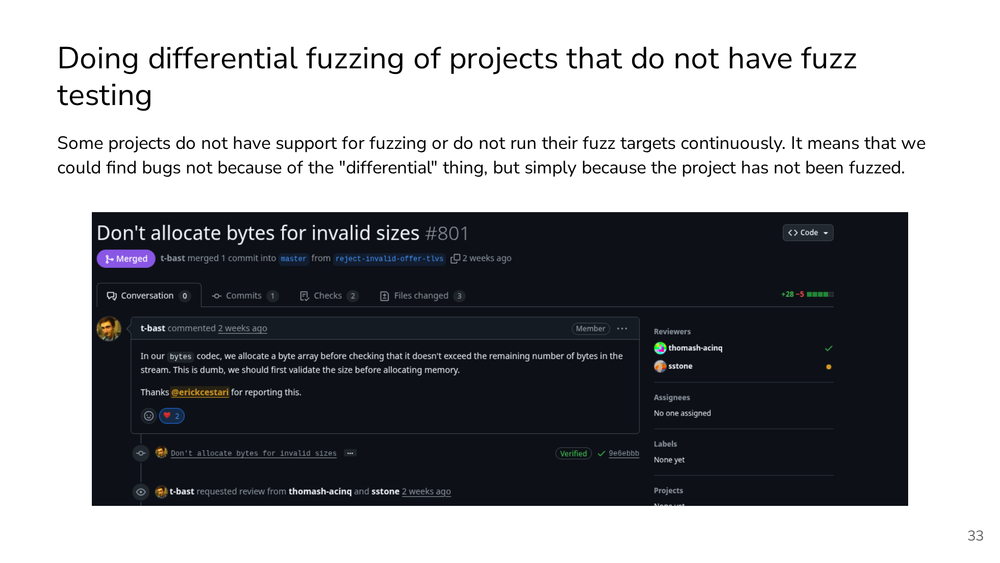 Doing differential fuzzing of projects that do not have fuzz
testing
Some projects do not have support for fuzzing or do not run their fuzz targets continuously. It means that we
could find bugs not because of the "differential" thing, but simply because the project has not been fuzzed.
Don't allocate bytes for invalid sizes #801
Code
Merged t-bast merged 1 commit into master from reject-invalid-offer-tlvs 2 weeks ago
Conversation 0 Commits 1 Checks 2 Files changed 3
+28 −5
t-bast commented 2 weeks ago
Member ...
In our bytes codec, we allocate a byte array before checking that it doesn't exceed the remaining number of bytes in the
stream. This is dumb, we should first validate the size before allocating memory.
Thanks @erickcestari for reporting this.
2
Don't allocate bytes for invalid sizes ...
Verified 9e6ebbb
t-bast requested review from thomash-acinq and sstone 2 weeks ago
Reviewers
thomash-acinq
sstone
Assignees
No one assigned
Labels
None yet
Projects
None yet
33